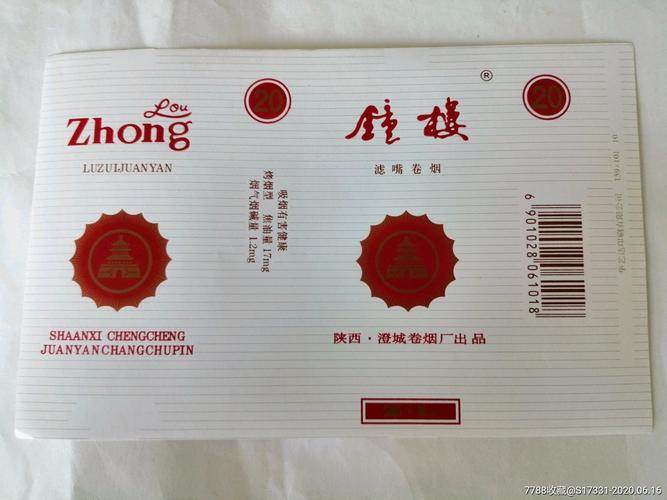 Zhong
Lou
LUZUIJUANYAN
SHAANXI CHENGCHENG
JUANYANCHANGCHUPIN
20
吸烟有害健康
烤烟型 焦油量 17mg
烟气烟碱量 1.2mg
鐘樓
®
滤嘴卷烟
陕西·澄城卷烟厂出品
20
6 901028 061018
7788收藏@S17331-2020.06.16